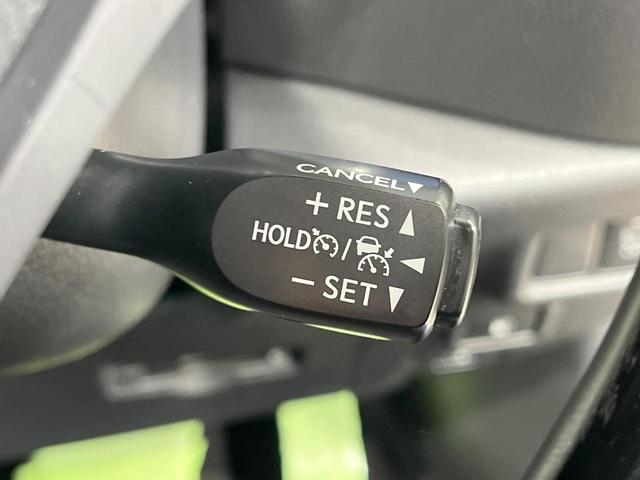 CANCEL▼
+ RES ▲
HOLD / ◀
− SET ▼